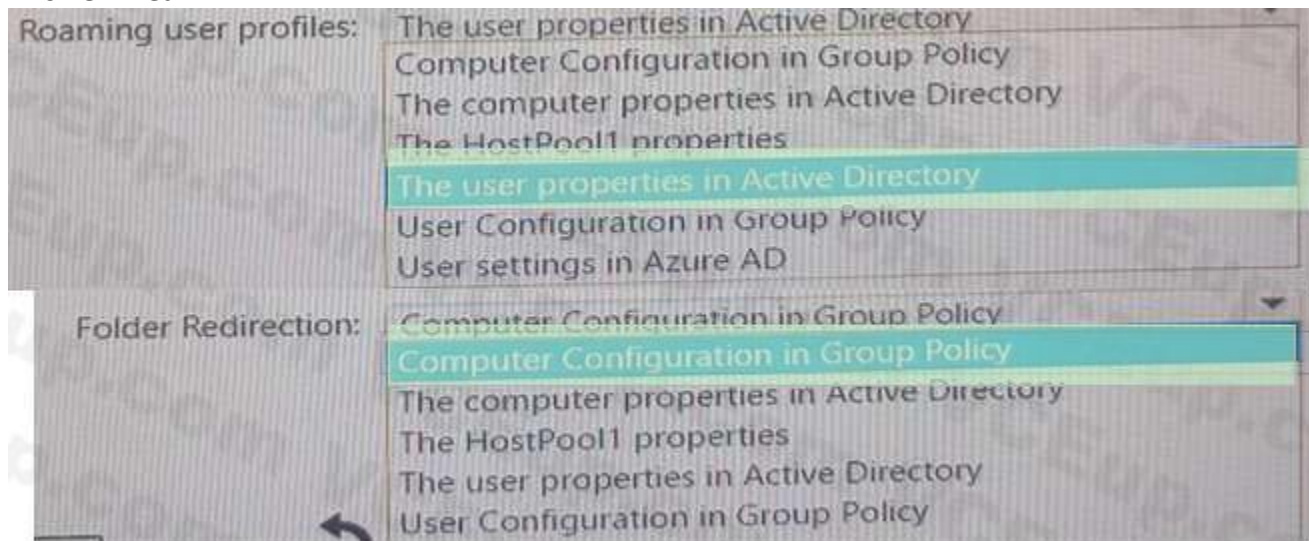 Roaming user profiles: The user properties in Active Directory
Computer Configuration in Group Policy
The computer properties in Active Directory
The HostPool1 properties
The user properties in Active Directory
User Configuration in Group Policy
User settings in Azure AD
Folder Redirection: Computer Configuration in Group Policy
Computer Configuration in Group Policy
The computer properties in Active Directory
The HostPool1 properties
The user properties in Active Directory
User Configuration in Group Policy